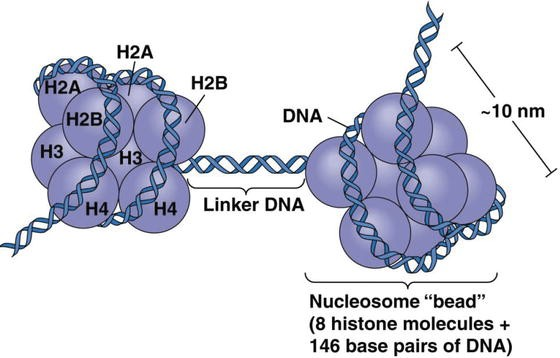 H2A
H2A
H2B
H2B
H3
H3
H4
H4
Linker DNA
DNA
~10 nm
Nucleosome “bead”
(8 histone molecules +
146 base pairs of DNA)